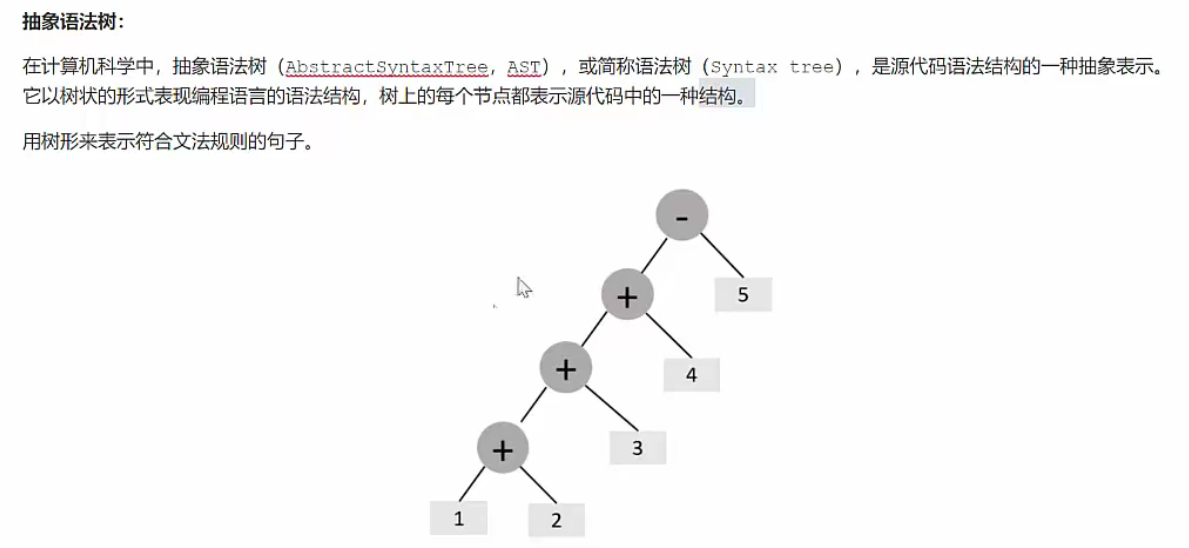 抽象语法树：
在计算机科学中，抽象语法树（AbstractSyntaxTree，AST），或简称语法树（Syntax tree），是源代码语法结构的一种抽象表示。
它以树状的形式表现编程语言的语法结构，树上的每个节点都表示源代码中的一种结构。
用树形来表示符合文法规则的句子。
-
+ 5
+ 4
+ 3
1 2